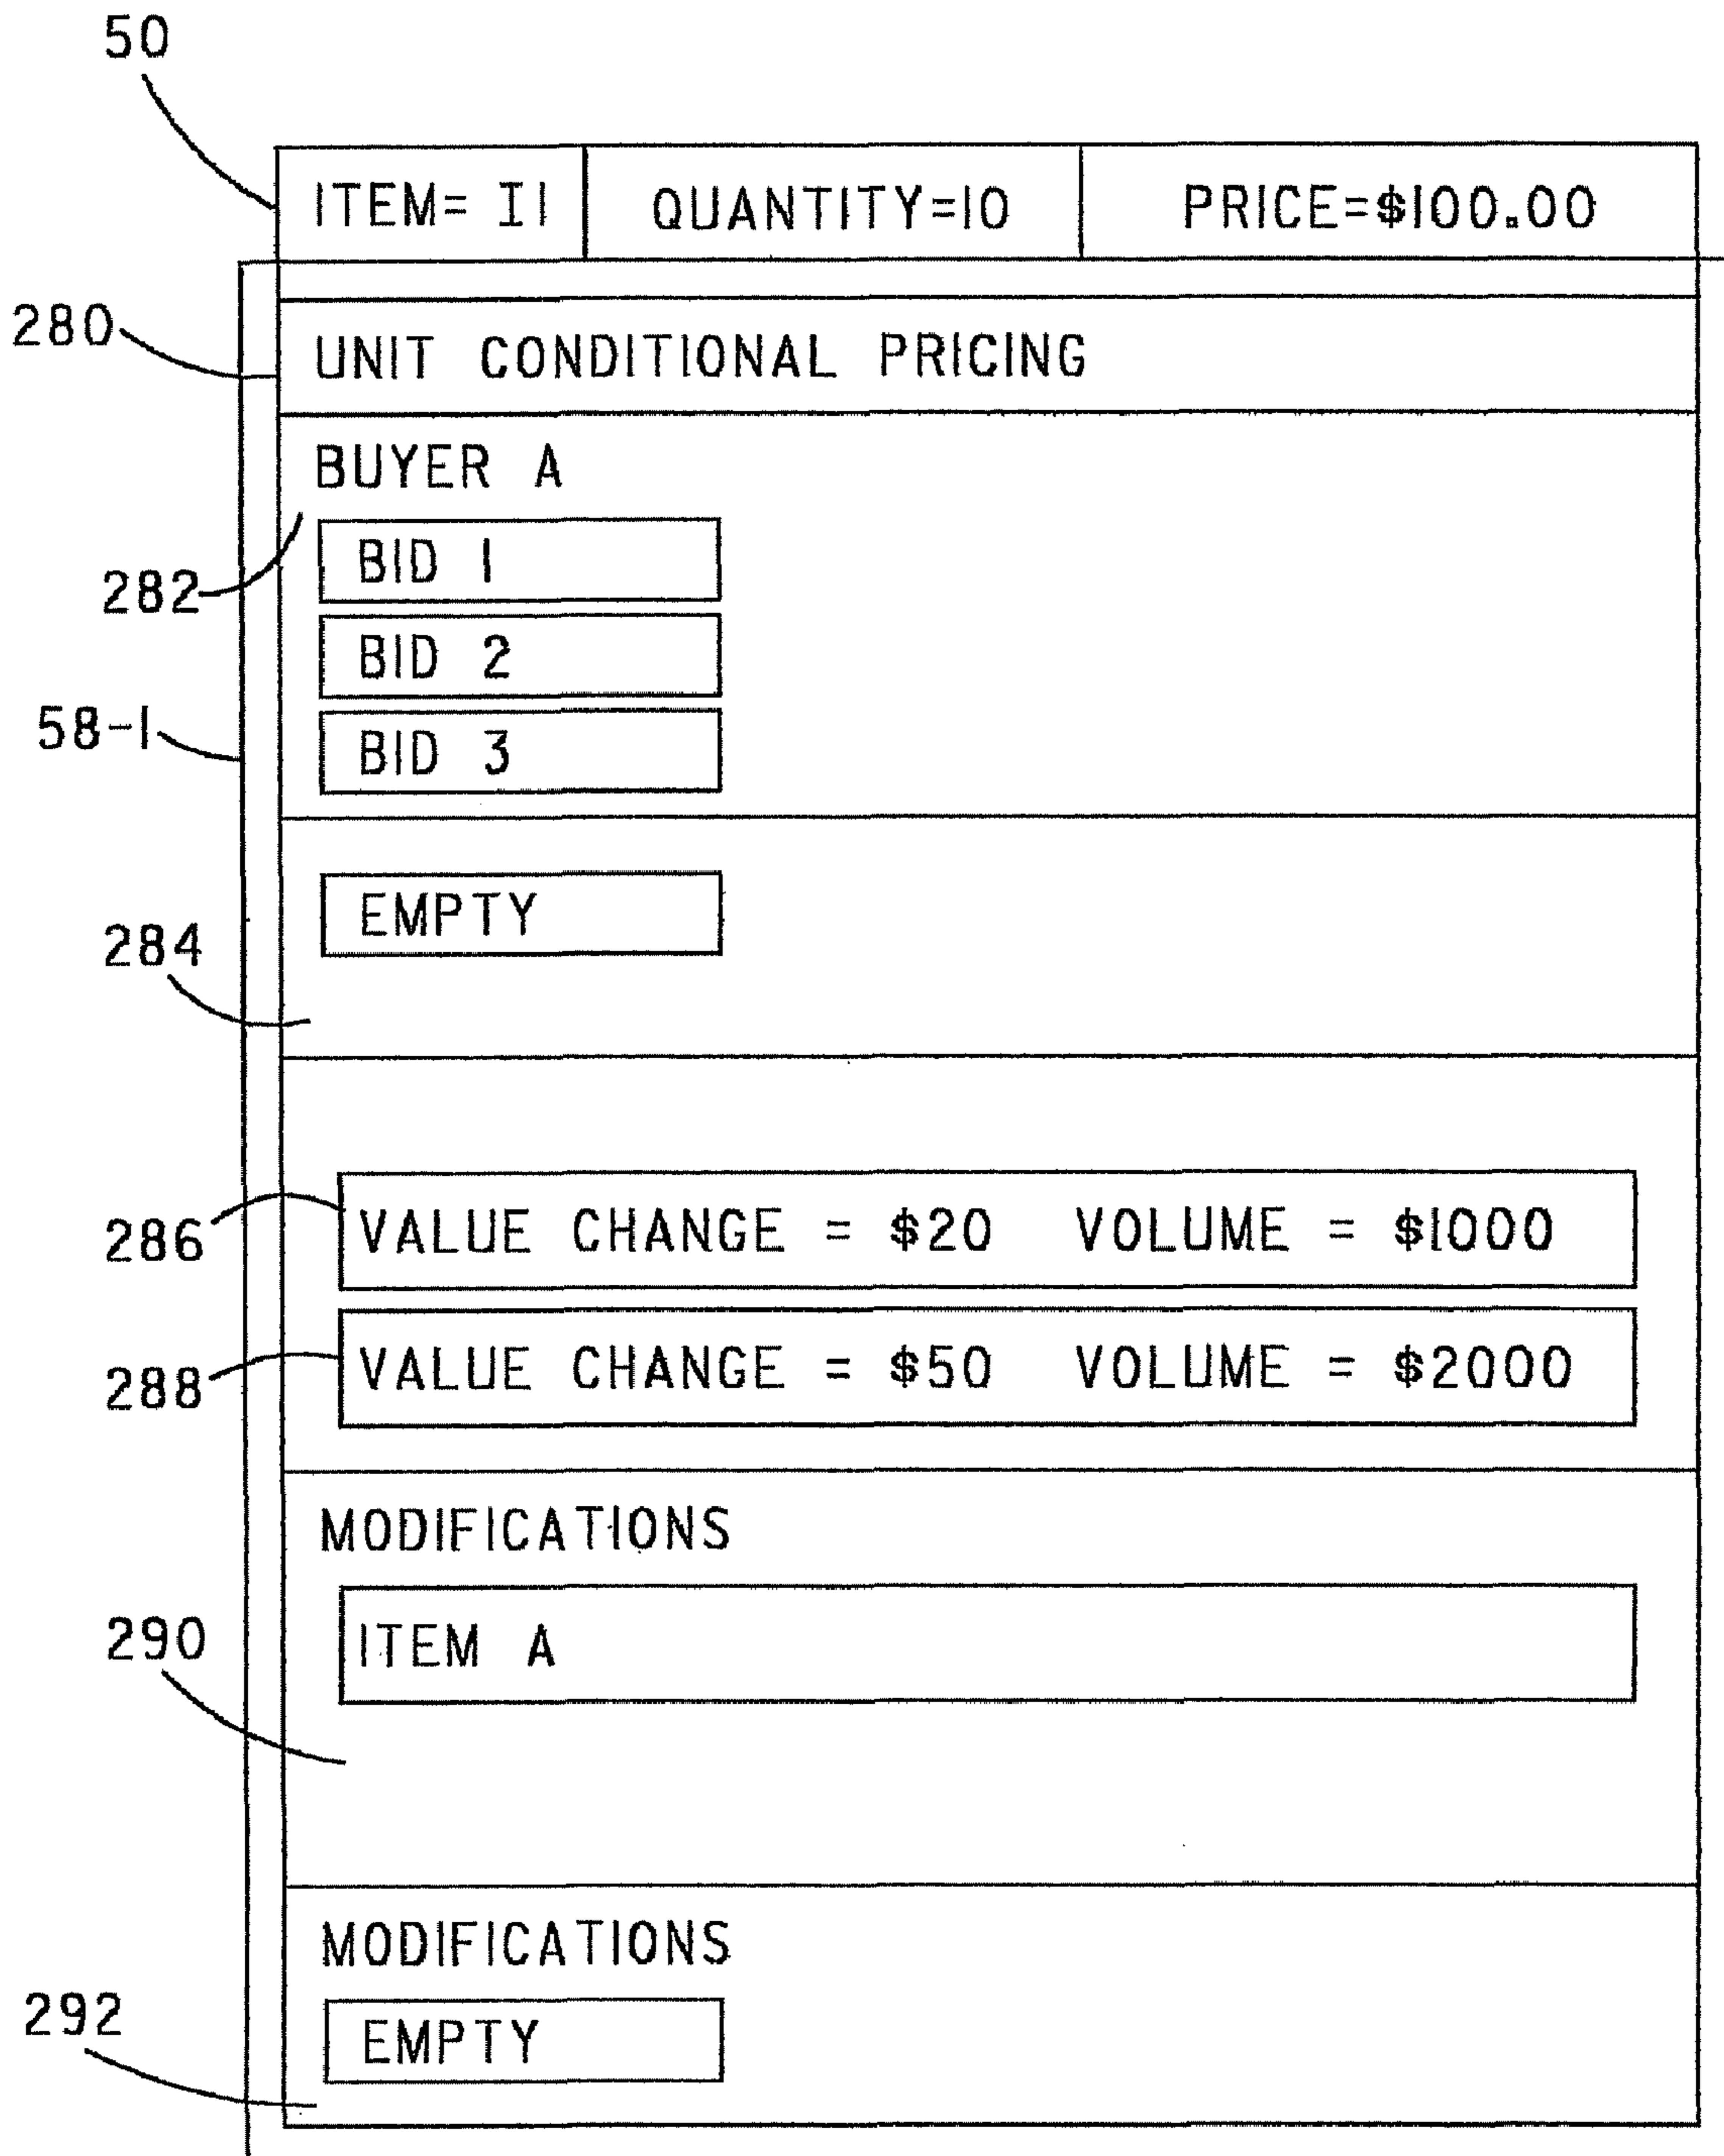 50
ITEM= I1 QUANTITY=10 PRICE=$100.00
280
UNIT CONDITIONAL PRICING
BUYER A
282
BID 1
BID 2
58-1
BID 3
284
EMPTY
286
VALUE CHANGE = $20 VOLUME = $1000
288
VALUE CHANGE = $50 VOLUME = $2000
MODIFICATIONS
290
ITEM A
MODIFICATIONS
292
EMPTY